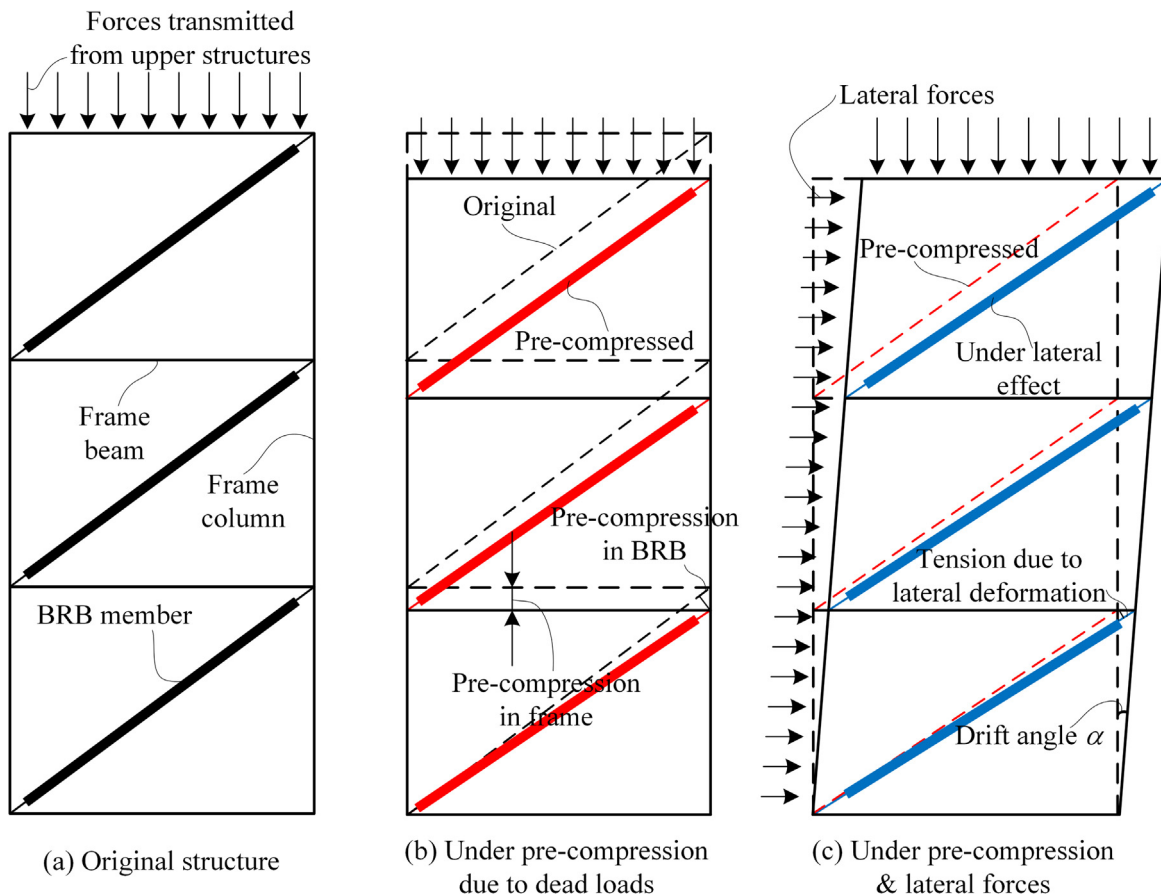 Forces transmitted
from upper structures
Frame
beam
Frame
column
BRB member
(a) Original structure
Original
Pre-compressed
Pre-compression
in BRB
Pre-compression
in frame
(b) Under pre-compression
due to dead loads
Lateral forces
Pre-compressed
Under lateral
effect
Tension due to
lateral deformation
Drift angle α
(c) Under pre-compression
& lateral forces